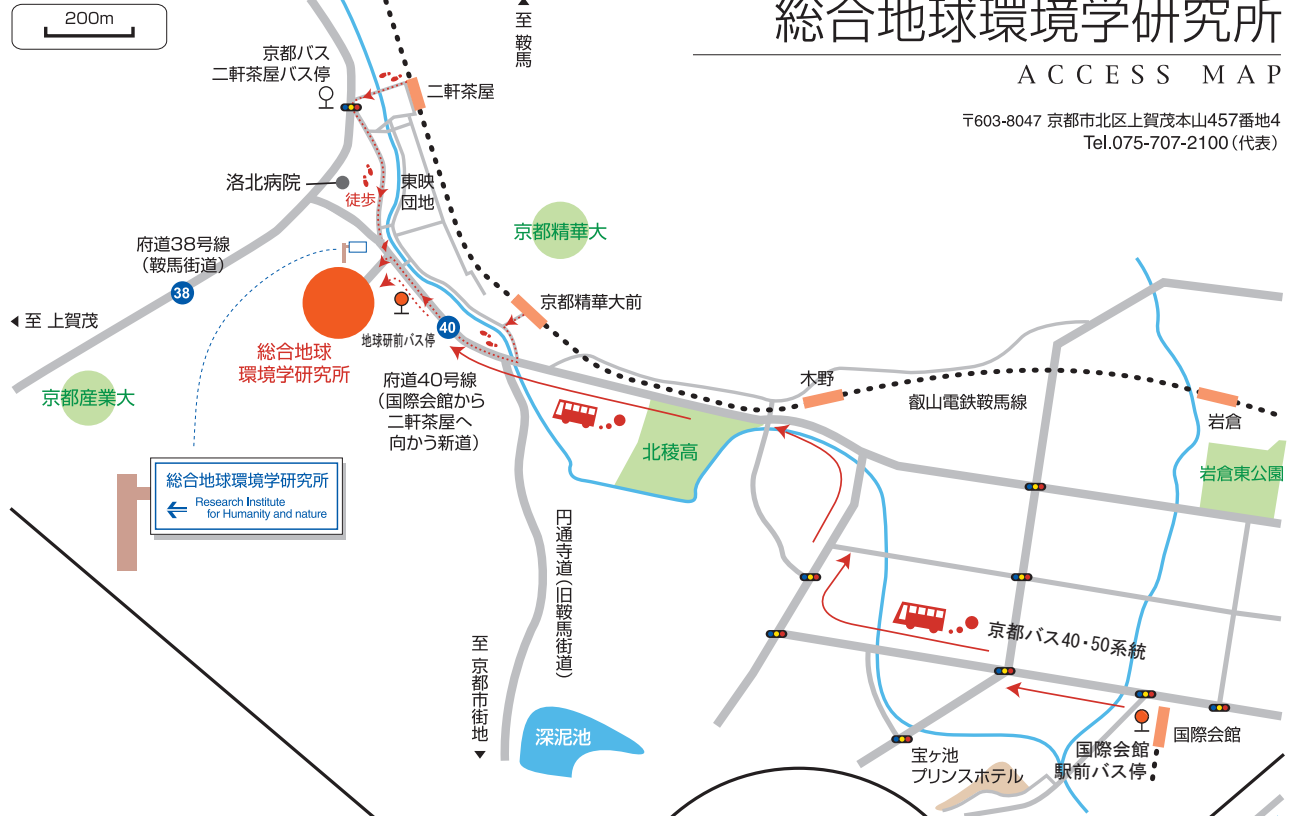 200m
総合地球環境学研究所
ACCESS MAP
〒603-8047 京都市北区上賀茂本山457番地4
Tel.075-707-2100(代表)
至 鞍馬
京都バス
二軒茶屋バス停
二軒茶屋
洛北病院
徒歩
東映
団地
京都精華大
府道38号線
(鞍馬街道)
38
至 上賀茂
京都精華大前
地球研前バス停
40
総合地球
環境学研究所
京都産業大
府道40号線
(国際会館から
二軒茶屋へ
向かう新道)
木野
叡山電鉄鞍馬線
岩倉
北稜高
岩倉東公園
総合地球環境学研究所
Research Institute
for Humanity and nature
円通寺道(旧鞍馬街道)
至 京都市街地
京都バス40・50系統
深泥池
宝ヶ池
プリンスホテル
国際会館
駅前バス停
国際会館